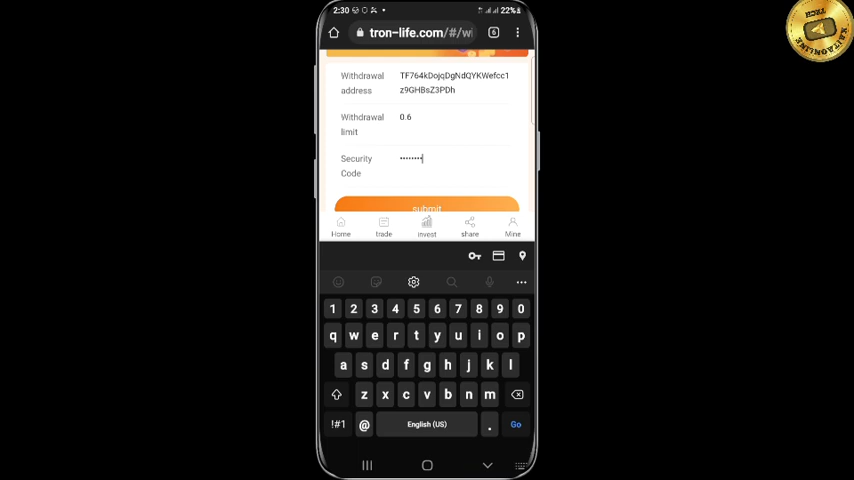 2:30
22%
tron-life.com/#/wi
6
Withdrawal address
TF764kDojqDgNdQYKWefcc1
z9GHBsZ3PDh
Withdrawal limit
0.6
Security Code
••••••••
submit
Home trade invest share Mine
1 2 3 4 5 6 7 8 9 0
q w e r t y u i o p
a s d f g h j k l
z x c v b n m
!#1 @ English (US) . Go